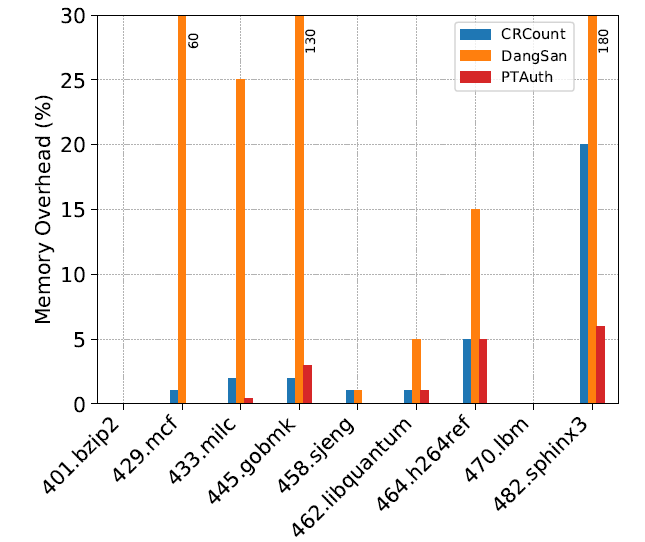 30
25
20
15
10
5
0
Memory Overhead (%)
60
130
180
CRCount
DangSan
PTAuth
401.bzip2
429.mcf
433.milc
445.gobmk
458.sjeng
462.libquantum
464.h264ref
470.lbm
482.sphinx3